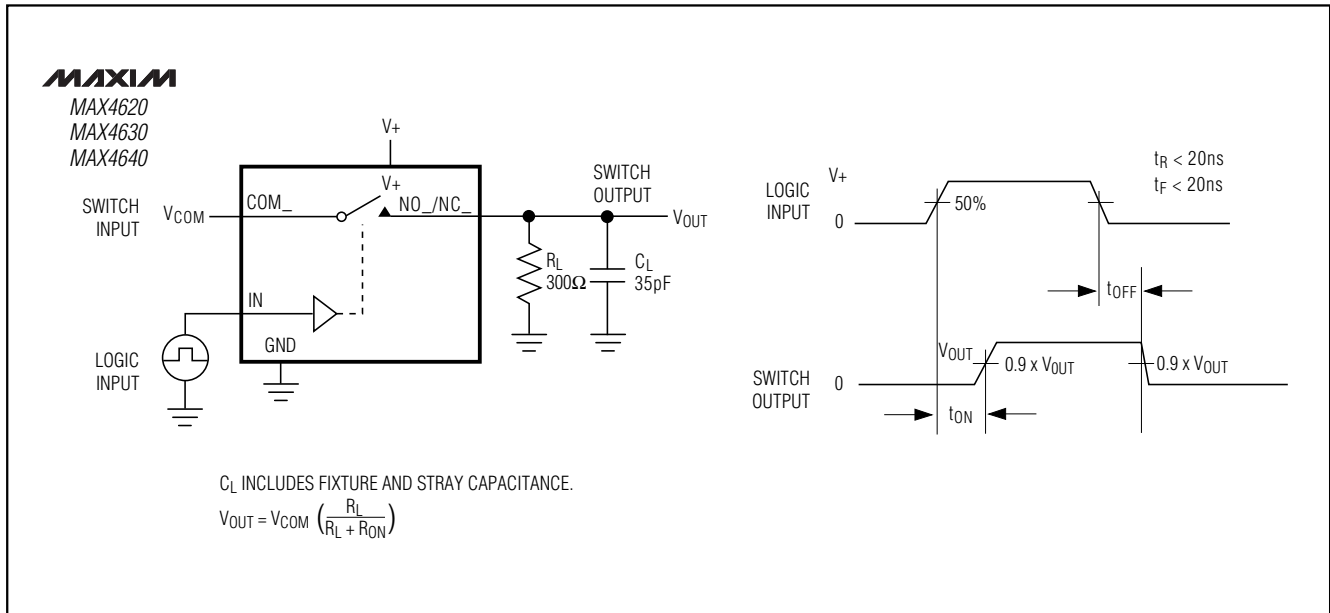 MAXIM
MAX4620
MAX4630
MAX4640
V+
SWITCH
INPUT
VCOM
COM_
V+
NO_/NC_
SWITCH
OUTPUT
VOUT
RL
300Ω
CL
35pF
IN
GND
LOGIC
INPUT
CL INCLUDES FIXTURE AND STRAY CAPACITANCE.
VOUT = VCOM (RL / RL + RON)
tR < 20ns
tF < 20ns
LOGIC
INPUT
V+
0
50%
tOFF
SWITCH
OUTPUT
VOUT
0
0.9 x VOUT
0.9 x VOUT
tON